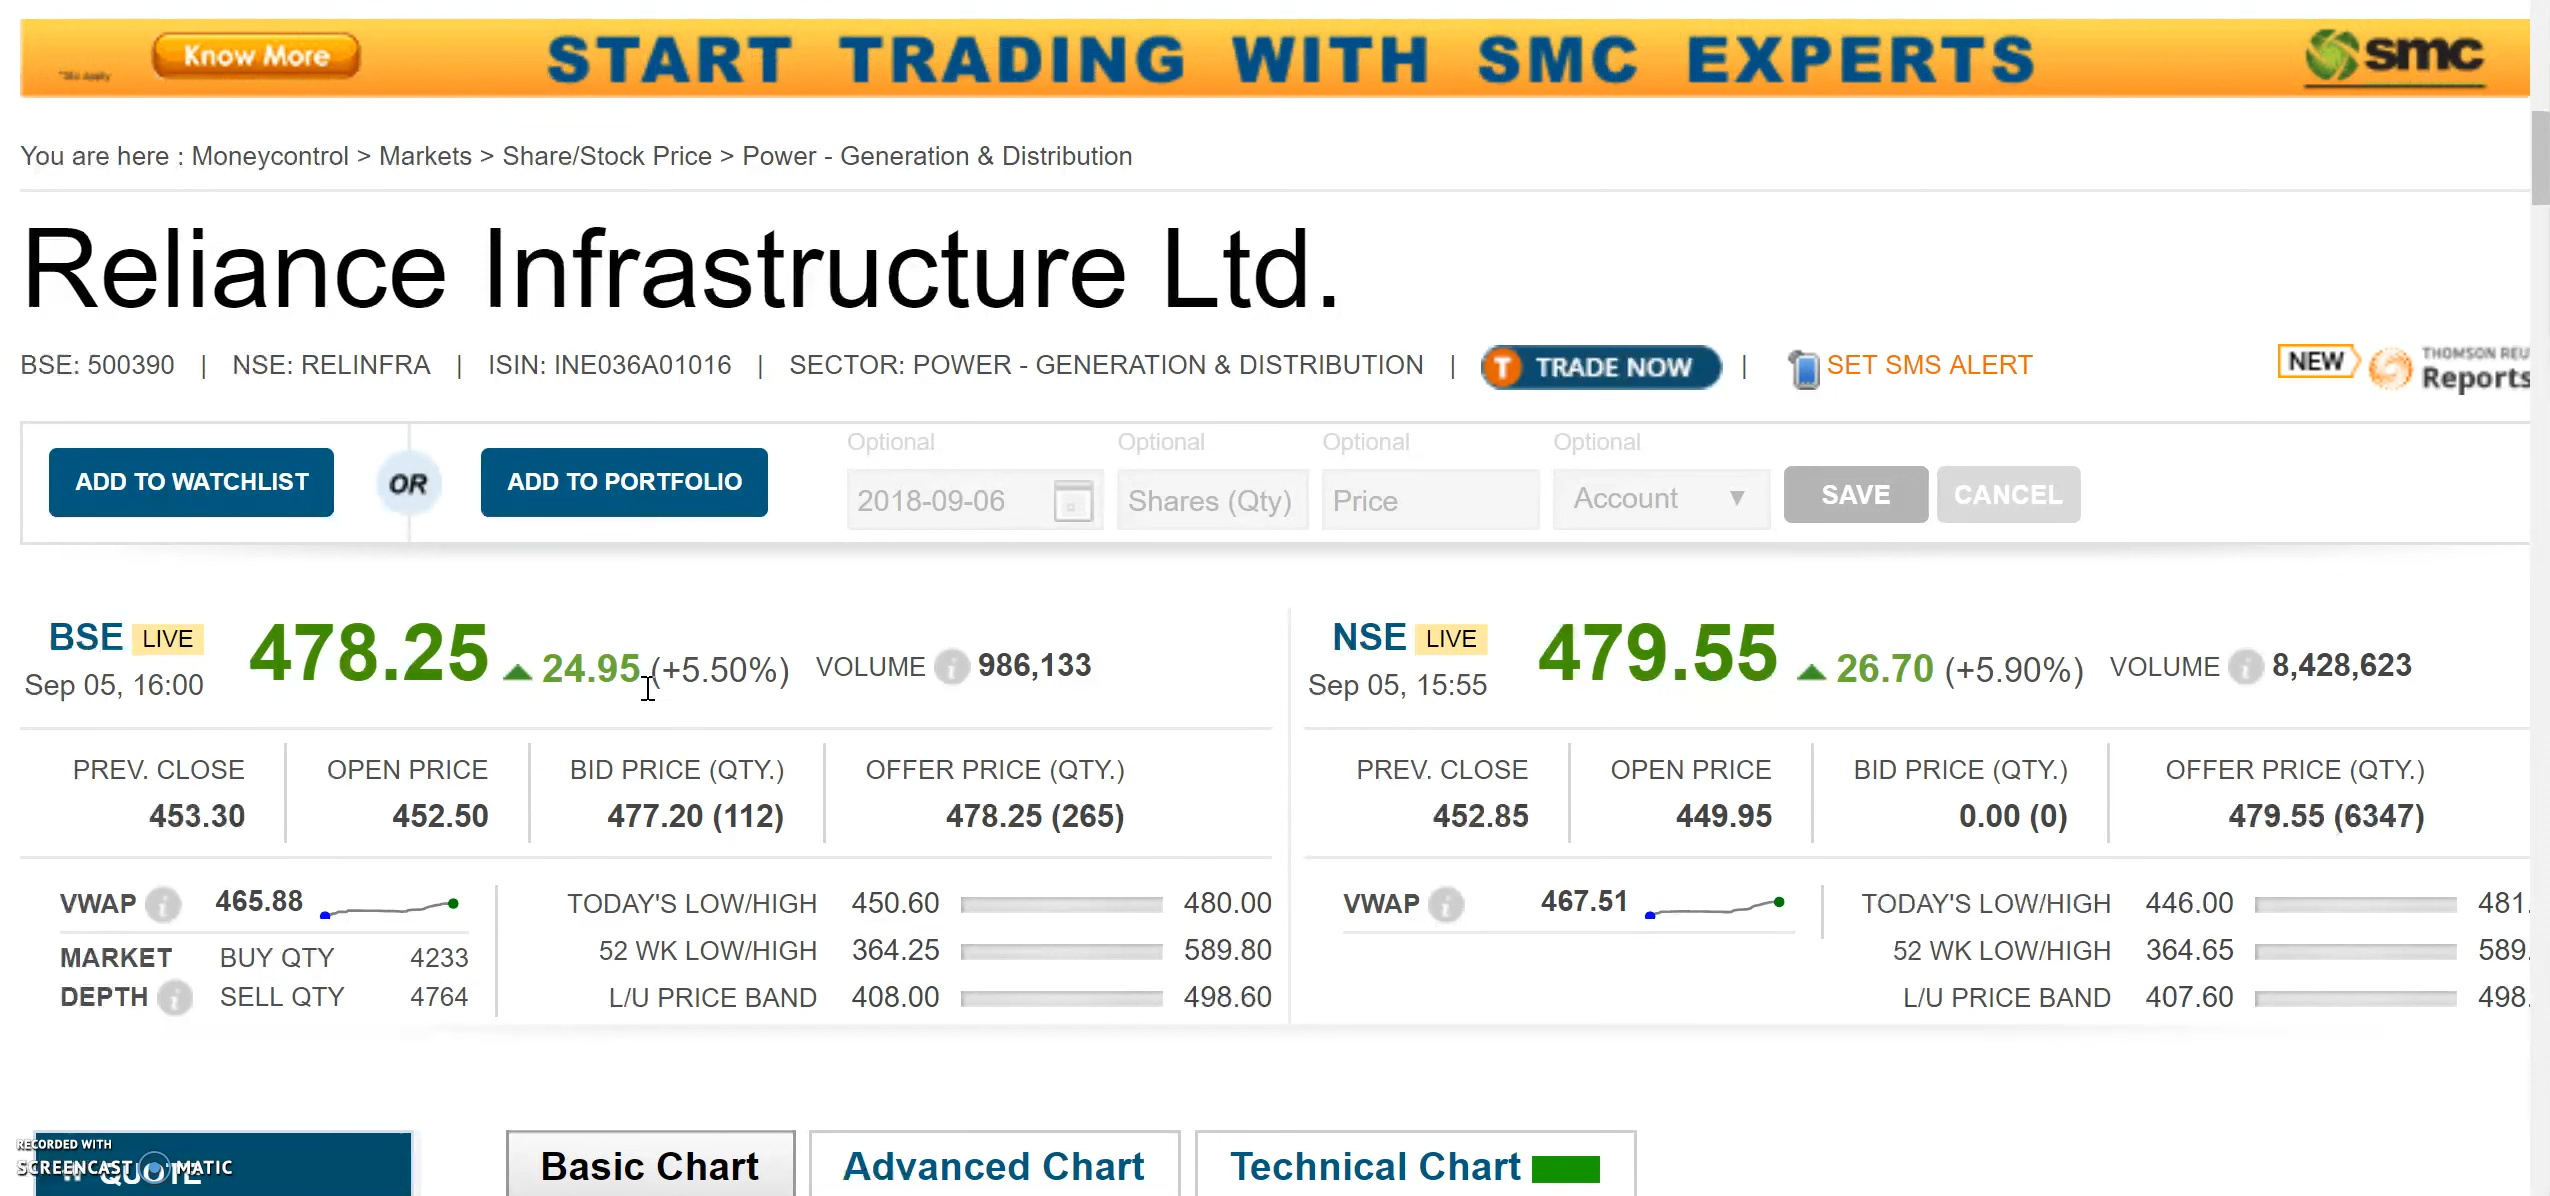 Know More
START TRADING WITH SMC EXPERTS
smc
You are here : Moneycontrol > Markets > Share/Stock Price > Power - Generation & Distribution
Reliance Infrastructure Ltd.
BSE: 500390 | NSE: RELINFRA | ISIN: INE036A01016 | SECTOR: POWER - GENERATION & DISTRIBUTION | T TRADE NOW | SET SMS ALERT
NEW THOMSON REU
Reports
Optional Optional Optional Optional
ADD TO WATCHLIST OR ADD TO PORTFOLIO 2018-09-06 Shares (Qty) Price Account SAVE CANCEL
BSE LIVE 478.25 24.95 (+5.50%) VOLUME 986,133
Sep 05, 16:00
PREV. CLOSE OPEN PRICE BID PRICE (QTY.) OFFER PRICE (QTY.)
453.30 452.50 477.20 (112) 478.25 (265)
VWAP 465.88 TODAY'S LOW/HIGH 450.60 480.00
52 WK LOW/HIGH 364.25 589.80
MARKET BUY QTY 4233
DEPTH SELL QTY 4764 L/U PRICE BAND 408.00 498.60
NSE LIVE 479.55 26.70 (+5.90%) VOLUME 8,428,623
Sep 05, 15:55
PREV. CLOSE OPEN PRICE BID PRICE (QTY.) OFFER PRICE (QTY.)
452.85 449.95 0.00 (0) 479.55 (6347)
VWAP 467.51 TODAY'S LOW/HIGH 446.00 481.
52 WK LOW/HIGH 364.65 589.
L/U PRICE BAND 407.60 498.
QUOTE
RECORDED WITH
SCREENCAST-O-MATIC
Basic Chart Advanced Chart Technical Chart